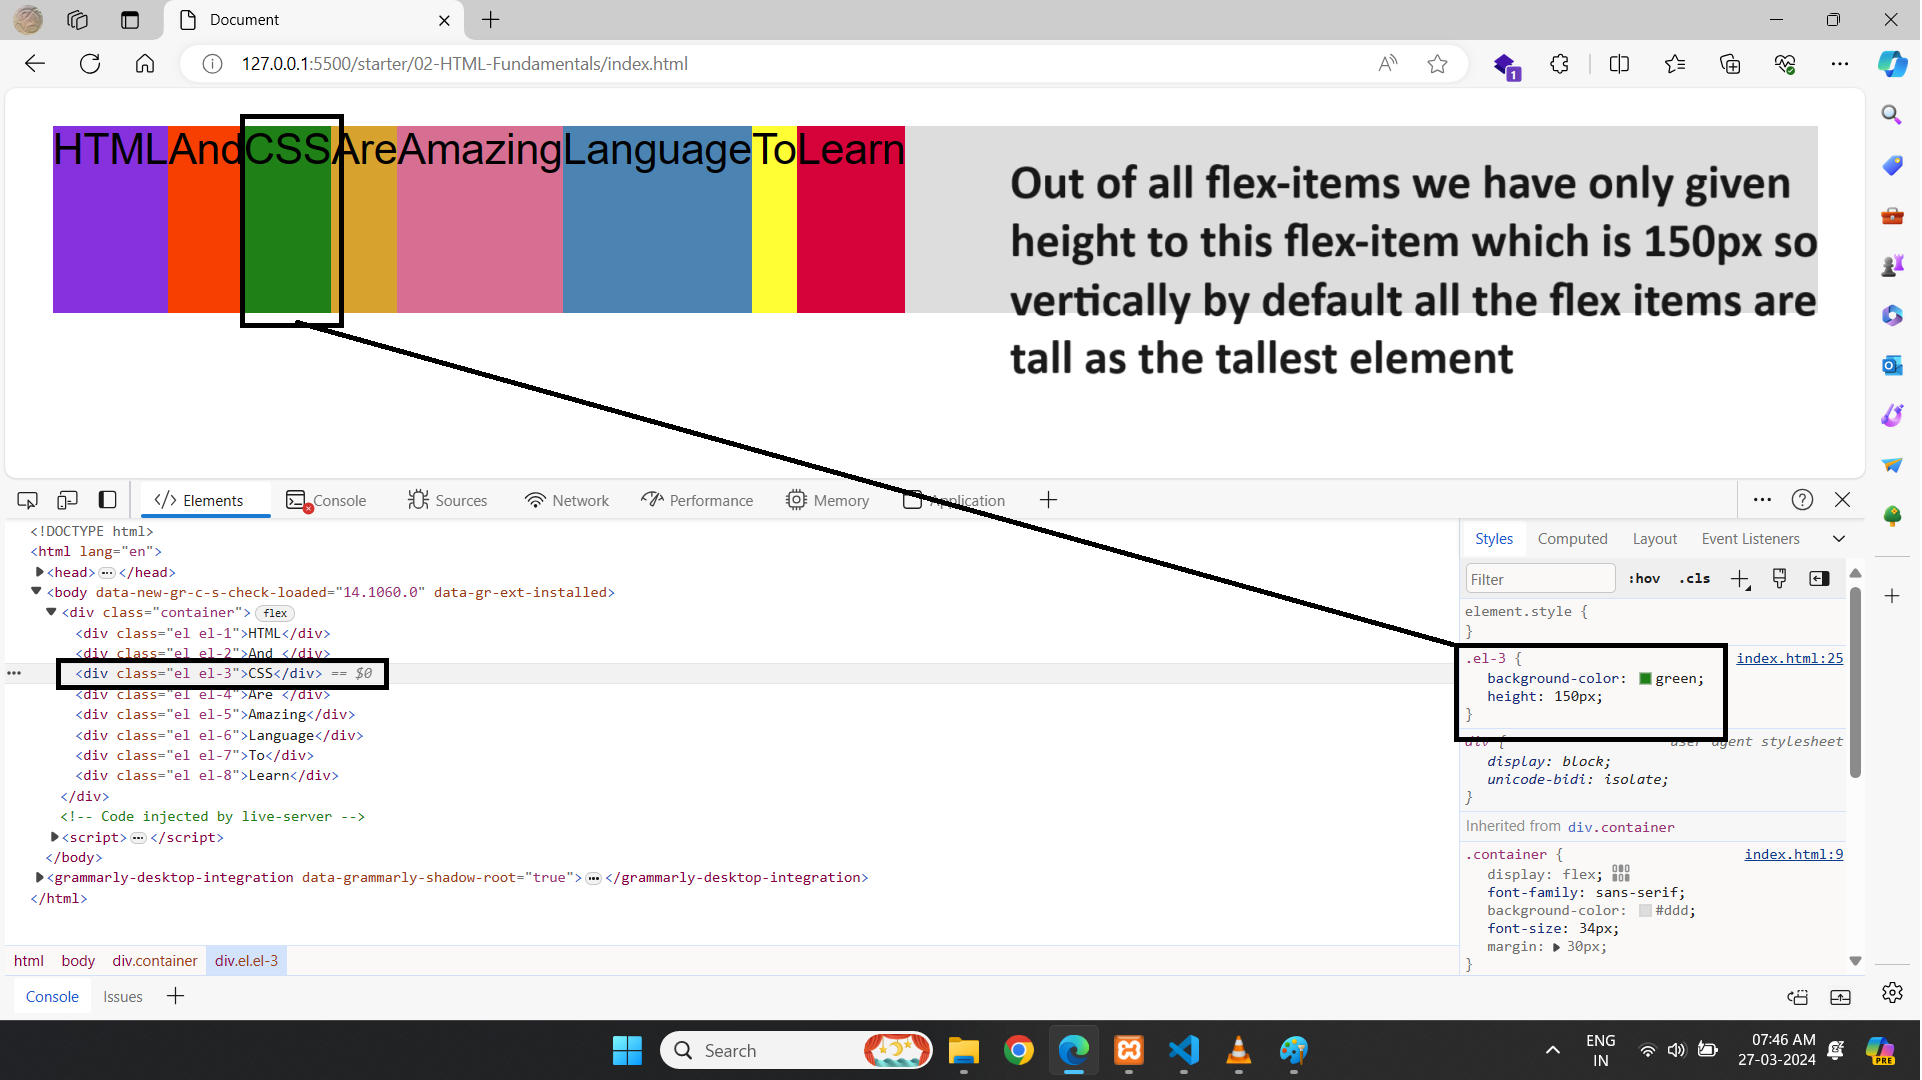 Document
127.0.0.1:5500/starter/02-HTML-Fundamentals/index.html
1
HTMLAndCSSAreAmazingLanguageToLearn
Out of all flex-items we have only given
height to this flex-item which is 150px so
vertically by default all the flex items are
tall as the tallest element
Elements Console Sources Network Performance Memory Application
<!DOCTYPE html>
<html lang="en">
<head> </head>
<body data-new-gr-c-s-check-loaded="14.1060.0" data-gr-ext-installed>
<div class="container"> flex
<div class="el el-1">HTML</div>
<div class="el el-2">And </div>
<div class="el el-3">CSS</div> == $0
<div class="el el-4">Are </div>
<div class="el el-5">Amazing</div>
<div class="el el-6">Language</div>
<div class="el el-7">To</div>
<div class="el el-8">Learn</div>
</div>
<!-- Code injected by live-server -->
<script> </script>
</body>
<grammarly-desktop-integration data-grammarly-shadow-root="true"> </grammarly-desktop-integration>
</html>
html body div.container div.el.el-3
Console Issues
Styles Computed Layout Event Listeners
Filter :hov .cls
element.style {
}
.el-3 { index.html:25
background-color: green;
height: 150px;
}
div { user agent stylesheet
display: block;
unicode-bidi: isolate;
}
Inherited from div.container
.container { index.html:9
display: flex;
font-family: sans-serif;
background-color: #ddd;
font-size: 34px;
margin: 30px;
}
Search
ENG
IN
07:46 AM
27-03-2024
PRE